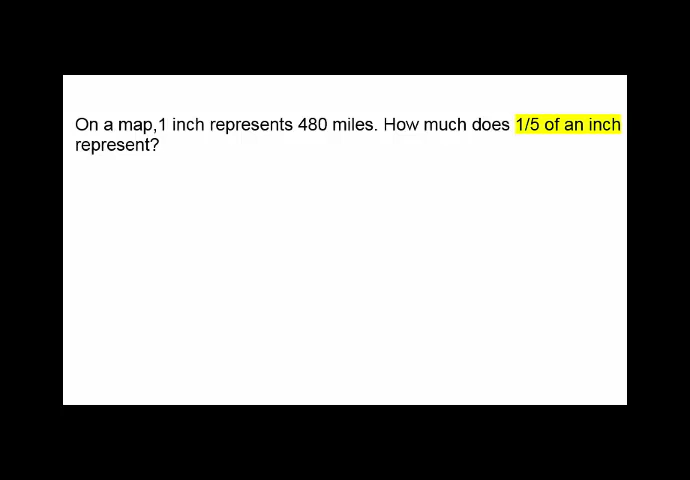 On a map,1 inch represents 480 miles. How much does 1/5 of an inch
represent?